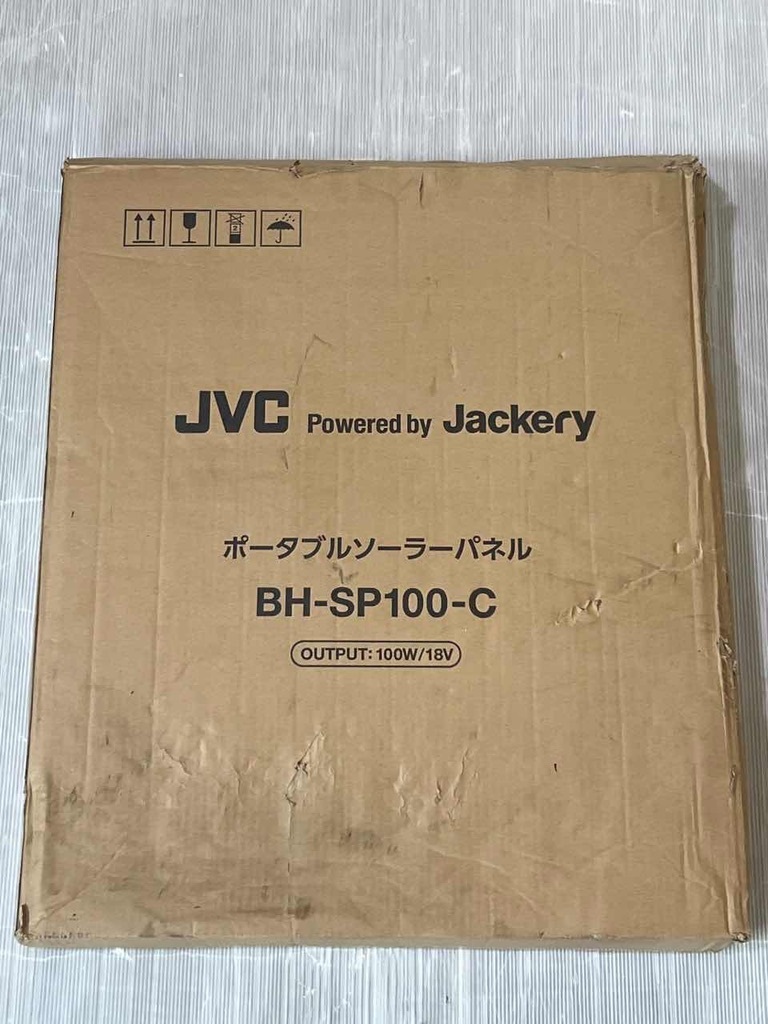 2
JVC Powered by Jackery
ポータブルソーラーパネル
BH-SP100-C
OUTPUT: 100W/18V